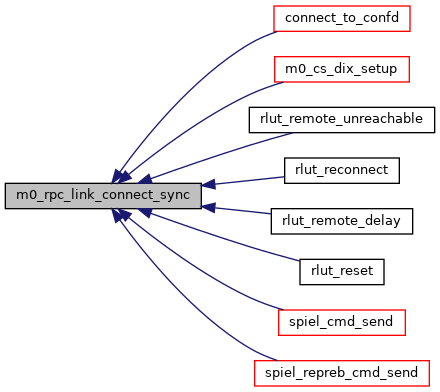 connect_to_confd
m0_cs_dix_setup
rlut_remote_unreachable
rlut_reconnect
m0_rpc_link_connect_sync
rlut_remote_delay
rlut_reset
spiel_cmd_send
spiel_repreb_cmd_send